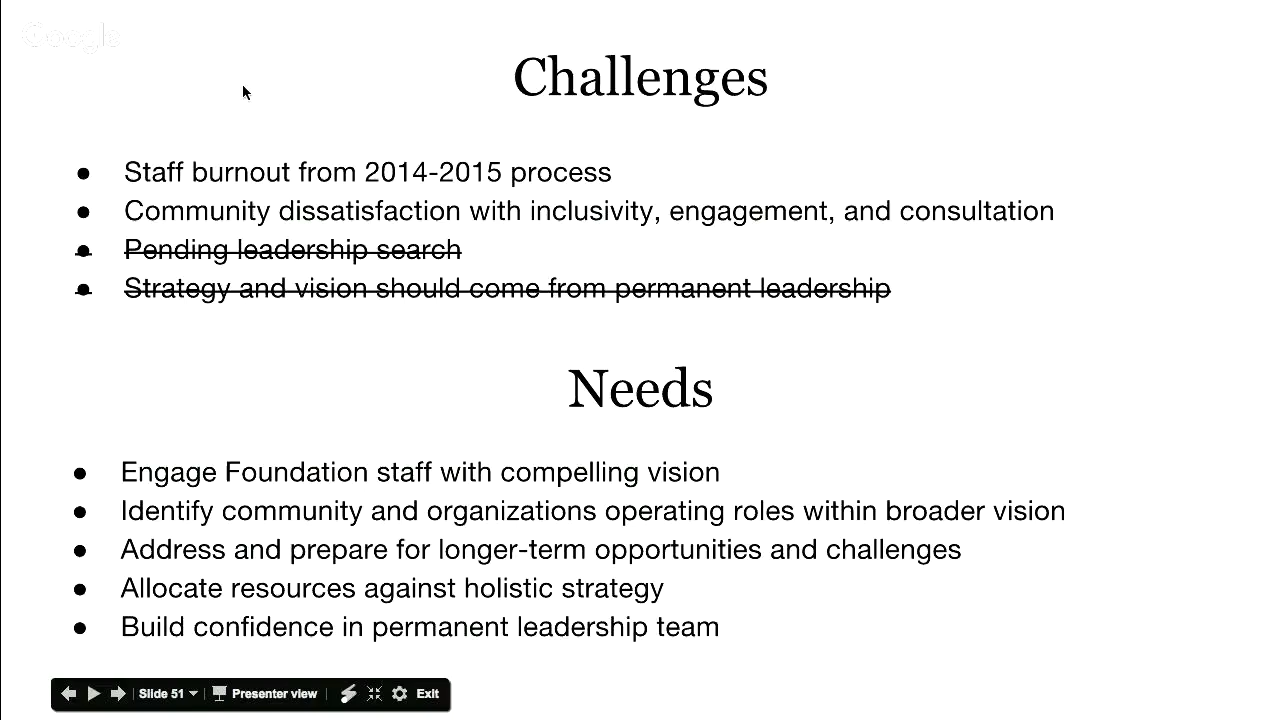 Google
Challenges
● Staff burnout from 2014-2015 process
● Community dissatisfaction with inclusivity, engagement, and consultation
● Pending leadership search
● Strategy and vision should come from permanent leadership
Needs
● Engage Foundation staff with compelling vision
● Identify community and organizations operating roles within broader vision
● Address and prepare for longer-term opportunities and challenges
● Allocate resources against holistic strategy
● Build confidence in permanent leadership team
Slide 51 Presenter view Exit